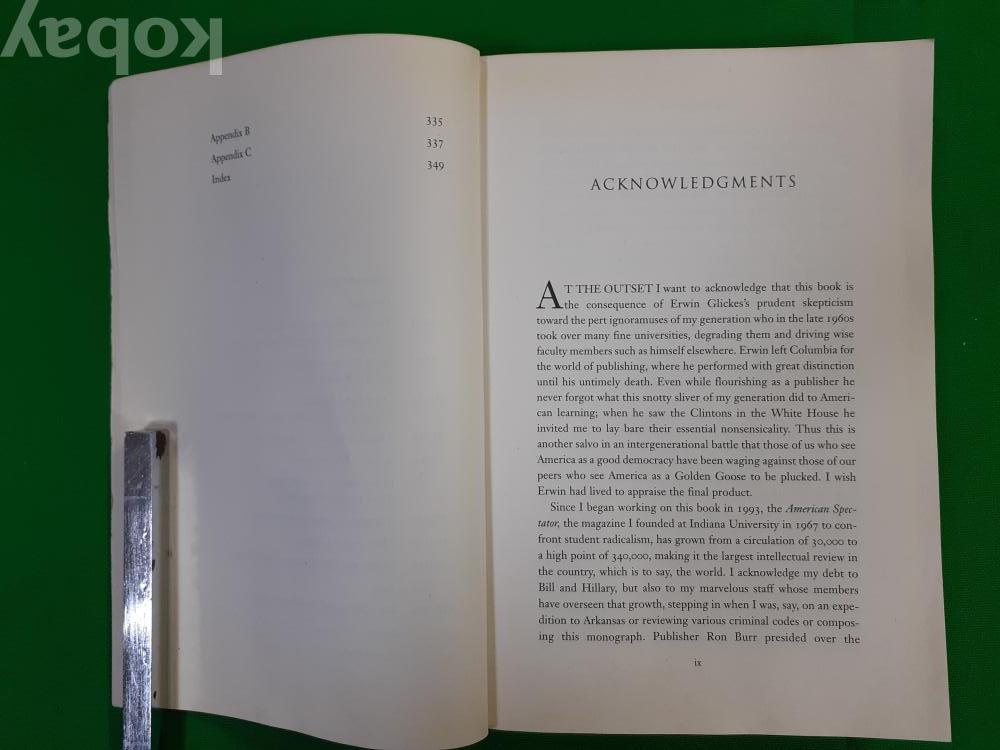 kobay
Appendix B 335
Appendix C 337
Index 349
ACKNOWLEDGMENTS
AT THE OUTSET I want to acknowledge that this book is
the consequence of Erwin Glickes's prudent skepticism
toward the pert ignoramuses of my generation who in the late 1960s
took over many fine universities, degrading them and driving wise
faculty members such as himself elsewhere. Erwin left Columbia for
the world of publishing, where he performed with great distinction
until his untimely death. Even while flourishing as a publisher he
never forgot what this snotty sliver of my generation did to Ameri-
can learning; when he saw the Clintons in the White House he
invited me to lay bare their essential nonsensicality. Thus this is
another salvo in an intergenerational battle that those of us who see
America as a good democracy have been waging against those of our
peers who see America as a Golden Goose to be plucked. I wish
Erwin had lived to appraise the final product.
Since I began working on this book in 1993, the American Spec-
tator, the magazine I founded at Indiana University in 1967 to con-
front student radicalism, has grown from a circulation of 30,000 to
a high point of 340,000, making it the largest intellectual review in
the country, which is to say, the world. I acknowledge my debt to
Bill and Hillary, but also to my marvelous staff whose members
have overseen that growth, stepping in when I was, say, on an expe-
dition to Arkansas or reviewing various criminal codes or compos-
ing this monograph. Publisher Ron Burr presided over the
ix